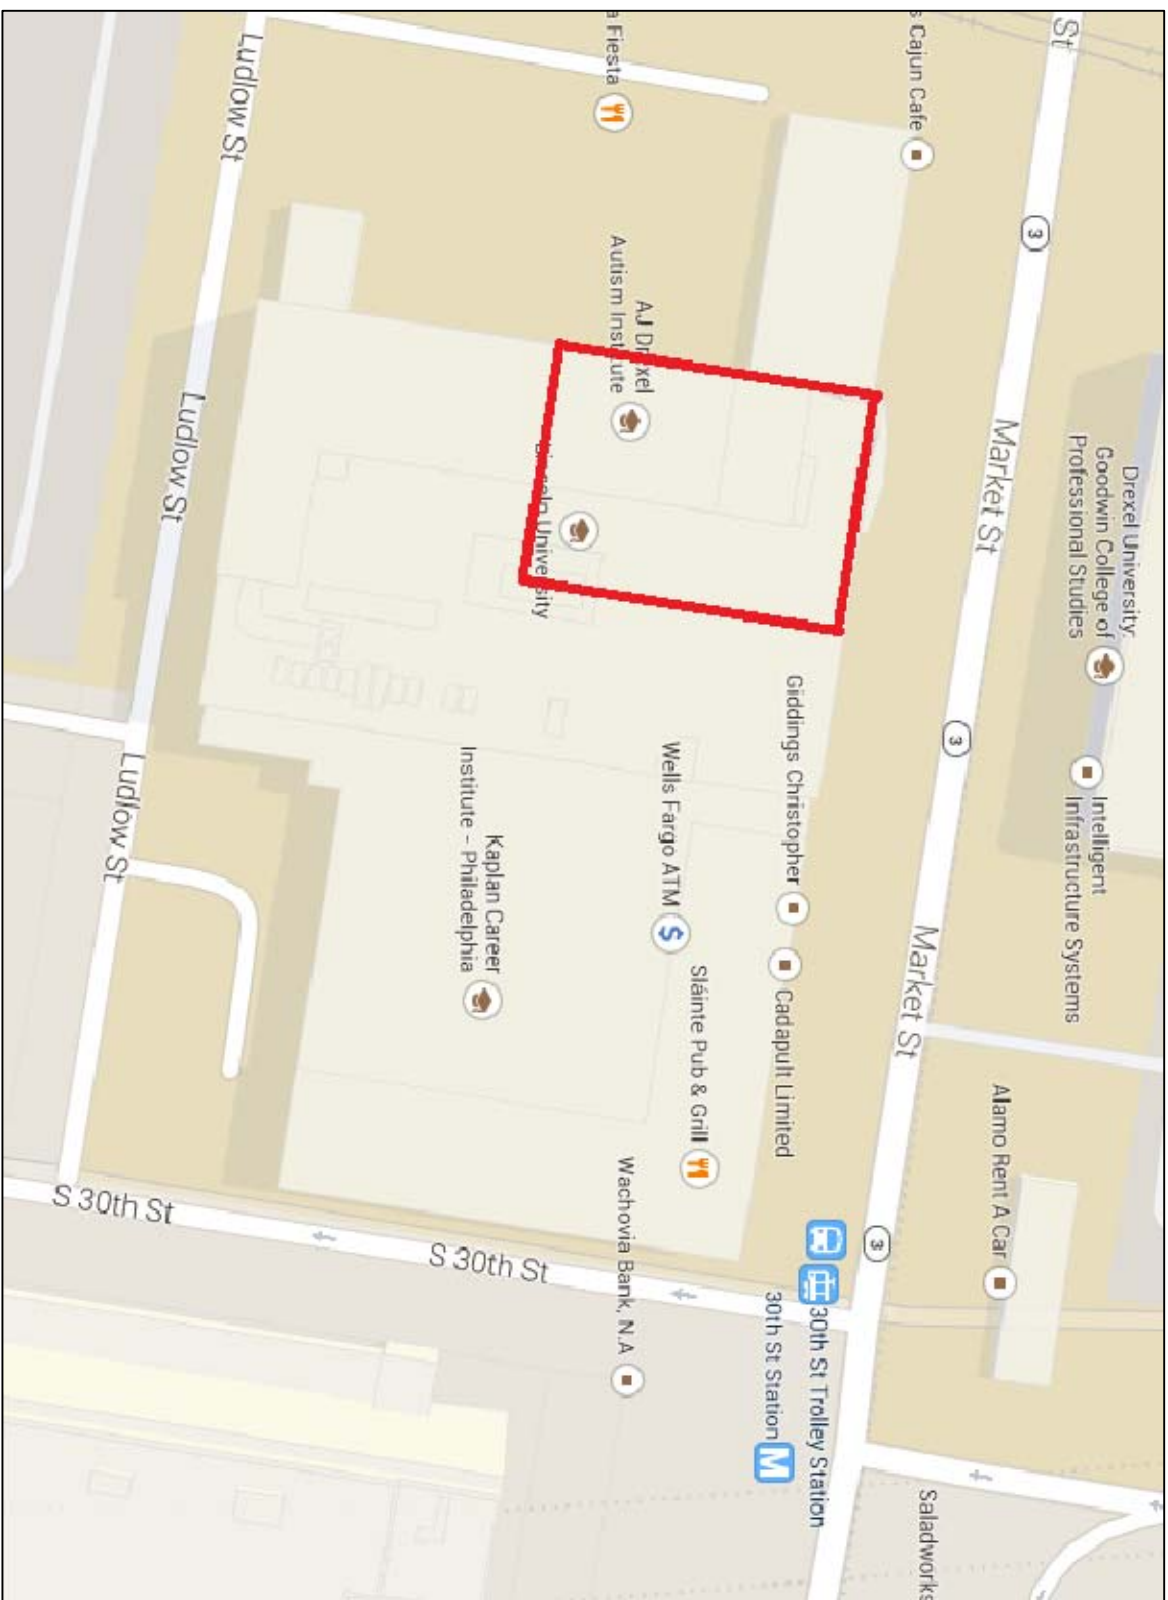 Drexel University:
Goodwin College of
Professional Studies
Intelligent
Infrastructure Systems
St
3
Market St
3
Market St
Alamo Rent A Car
3
Saladworks
s Cajun Cafe
Giddings Christopher
Cadapult Limited
30th St Trolley Station
30th St Station
M
a Fiesta
AJ Drexel
Autism Institute
Lincoln University
Wells Fargo ATM
$
Sláinte Pub & Grill
Wachovia Bank, N.A
Kaplan Career
Institute - Philadelphia
S 30th St
S 30th St
Ludlow St
Ludlow St
Ludlow St